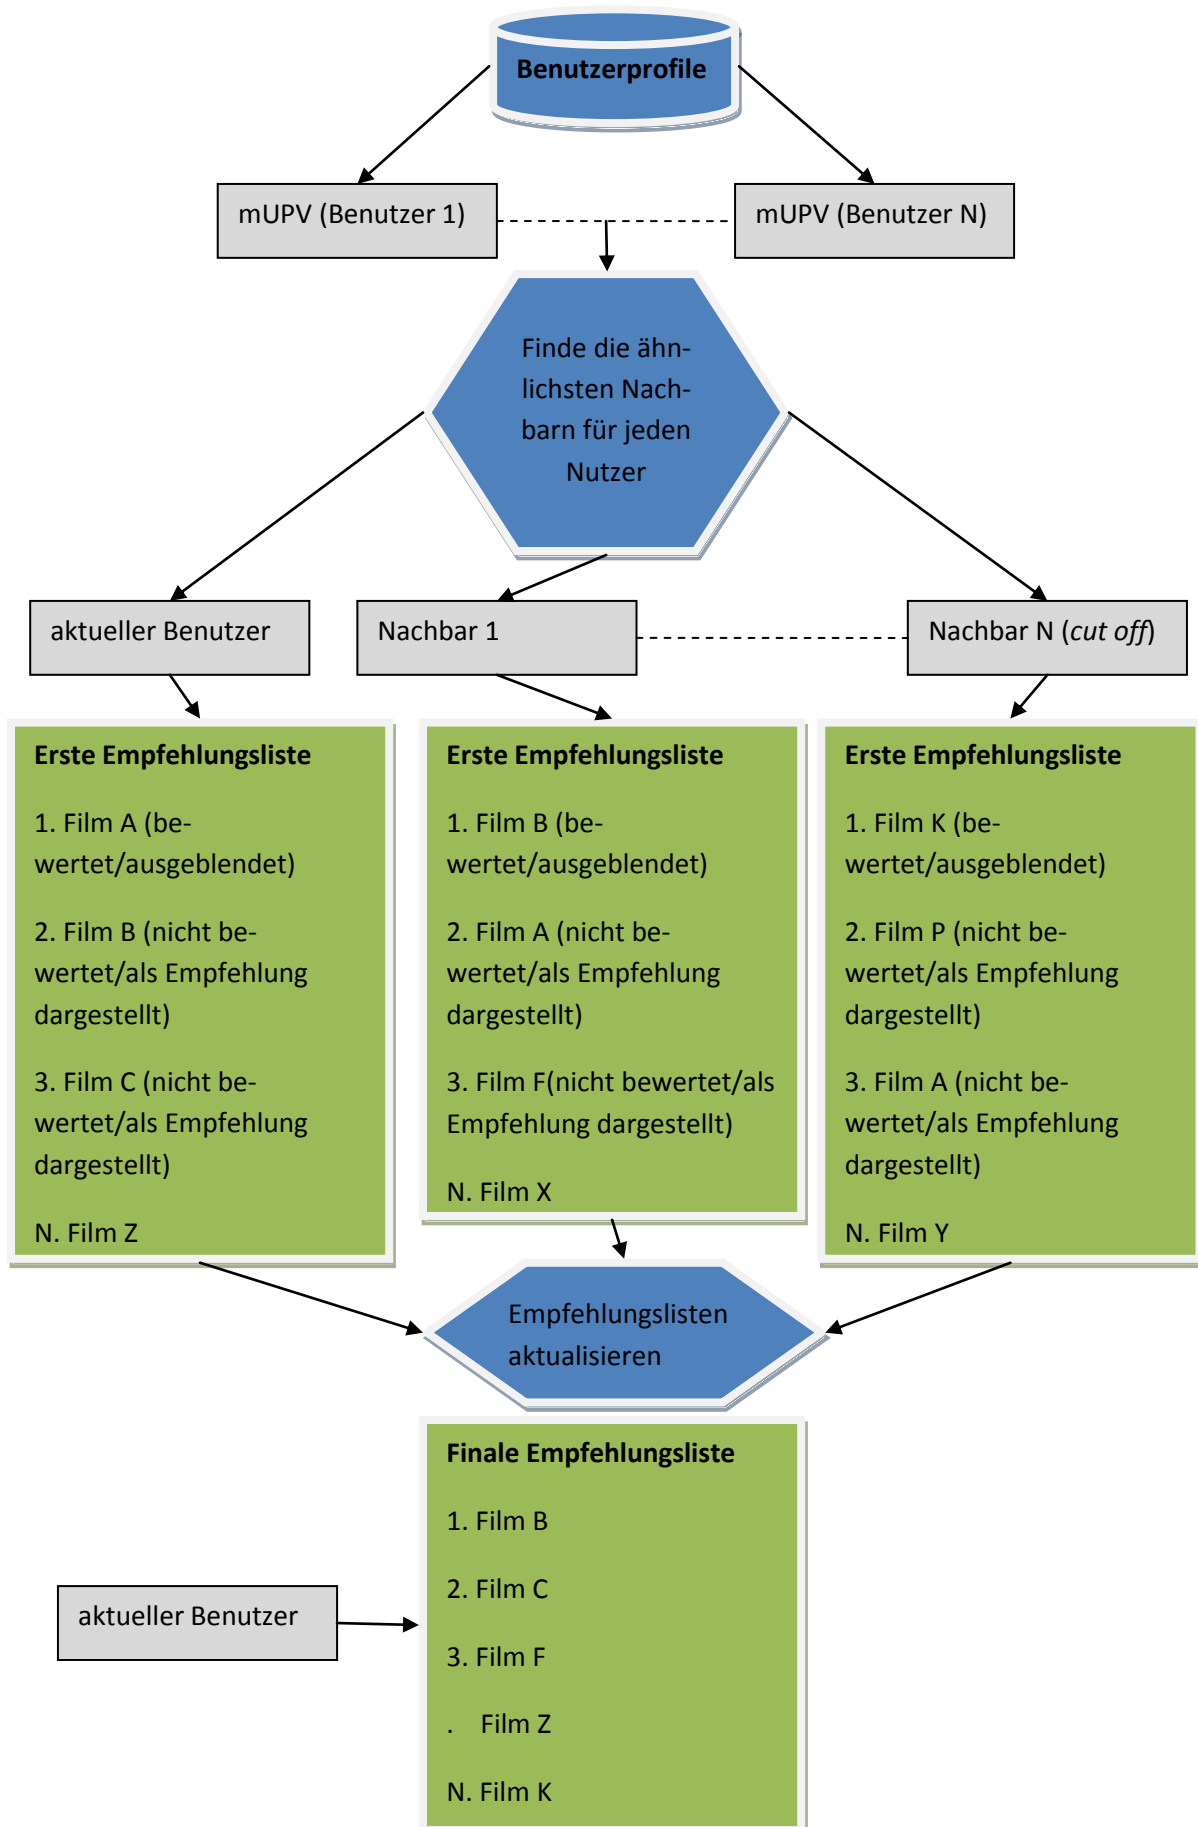 Benutzerprofile
mUPV (Benutzer 1)
mUPV (Benutzer N)
Finde die ähn-
lichsten Nach-
barn für jeden
Nutzer
aktueller Benutzer
Nachbar 1
Nachbar N (cut off)
Erste Empfehlungsliste
1. Film A (be-
wertet/ausgeblendet)
2. Film B (nicht be-
wertet/als Empfehlung
dargestellt)
3. Film C (nicht be-
wertet/als Empfehlung
dargestellt)
N. Film Z
Erste Empfehlungsliste
1. Film B (be-
wertet/ausgeblendet)
2. Film A (nicht be-
wertet/als Empfehlung
dargestellt)
3. Film F(nicht bewertet/als
Empfehlung dargestellt)
N. Film X
Erste Empfehlungsliste
1. Film K (be-
wertet/ausgeblendet)
2. Film P (nicht be-
wertet/als Empfehlung
dargestellt)
3. Film A (nicht be-
wertet/als Empfehlung
dargestellt)
N. Film Y
Empfehlungslisten
aktualisieren
aktueller Benutzer
Finale Empfehlungsliste
1. Film B
2. Film C
3. Film F
. Film Z
N. Film K